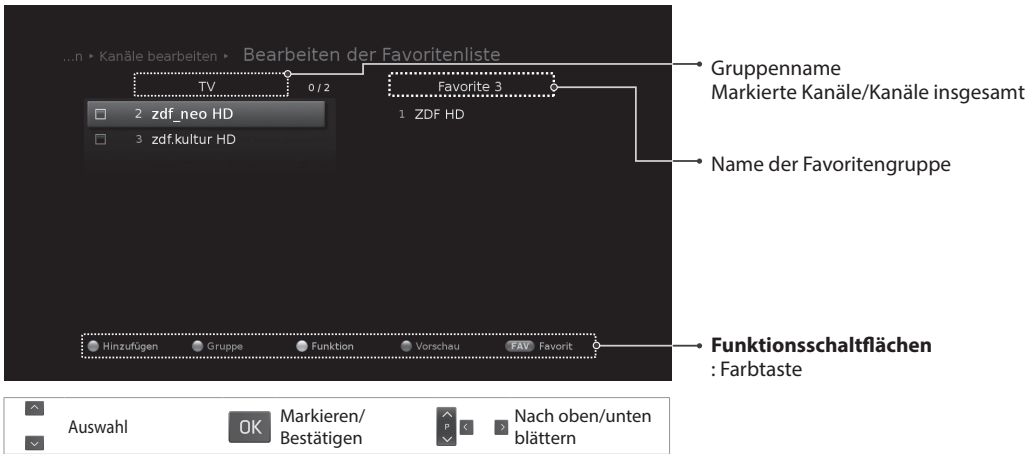 ...n ▸ Kanäle bearbeiten ▸ Bearbeiten der Favoritenliste
TV 0 / 2 Favorite 3
2 zdf_neo HD 1 ZDF HD
3 zdf.kultur HD
Hinzufügen Gruppe Funktion Vorschau FAV Favorit
Gruppenname
Markierte Kanäle/Kanäle insgesamt
Name der Favoritengruppe
Funktionsschaltflächen
: Farbtaste
Auswahl
OK Markieren/
Bestätigen
P Nach oben/unten
blättern